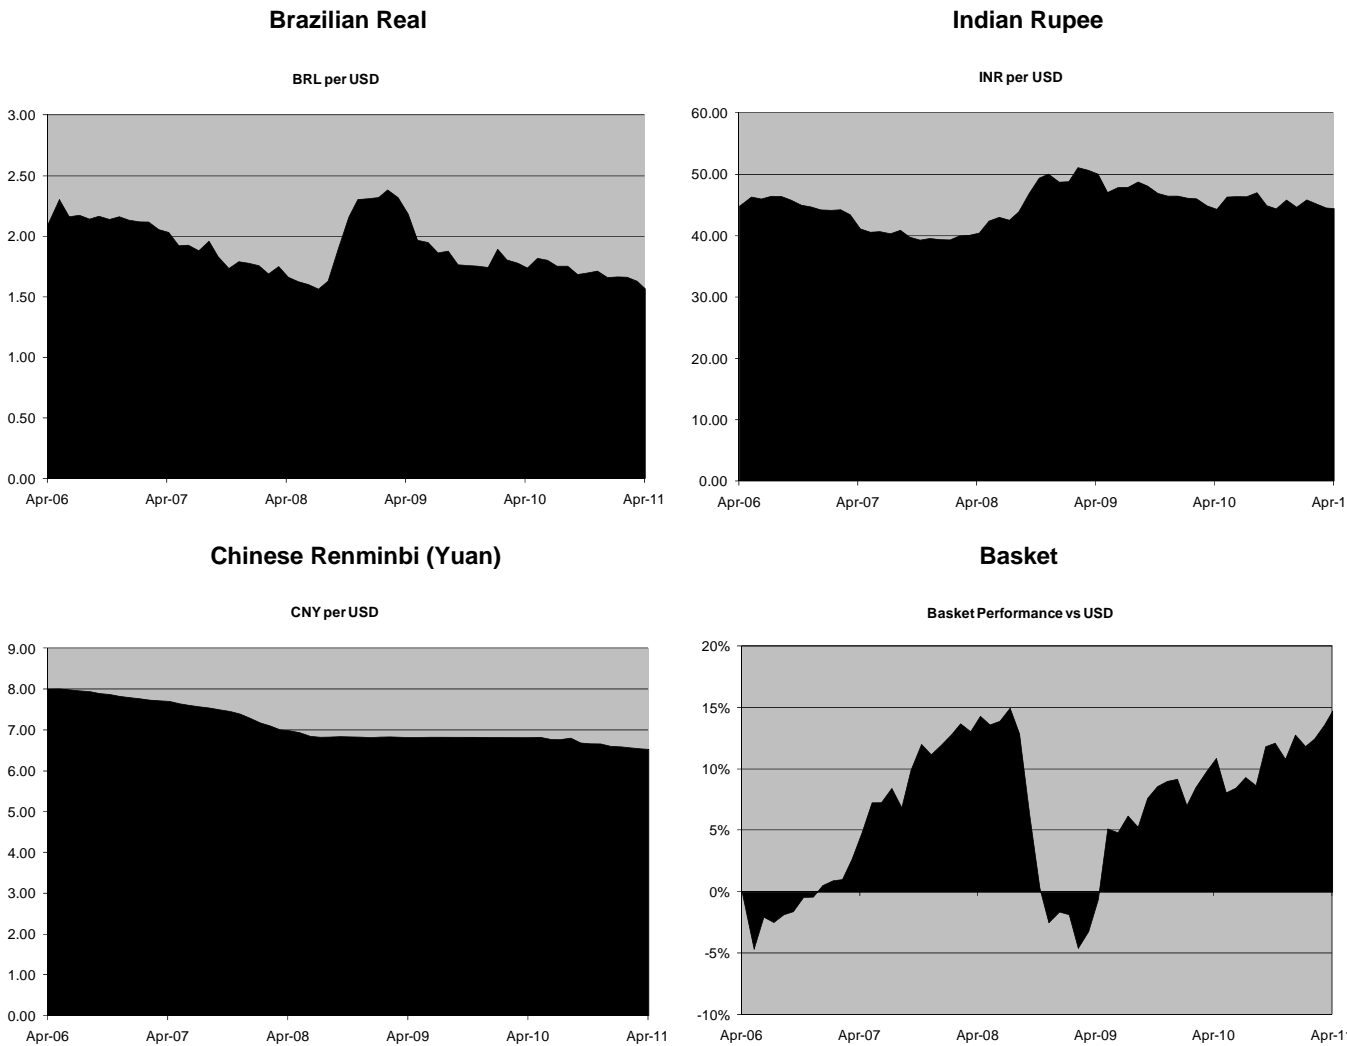 Brazilian Real
BRL per USD
3.00
2.50
2.00
1.50
1.00
0.50
0.00
Apr-06 Apr-07 Apr-08 Apr-09 Apr-10 Apr-11
Indian Rupee
INR per USD
60.00
50.00
40.00
30.00
20.00
10.00
0.00
Apr-06 Apr-07 Apr-08 Apr-09 Apr-10 Apr-1
Chinese Renminbi (Yuan)
CNY per USD
9.00
8.00
7.00
6.00
5.00
4.00
3.00
2.00
1.00
0.00
Apr-06 Apr-07 Apr-08 Apr-09 Apr-10 Apr-11
Basket
Basket Performance vs USD
20%
15%
10%
5%
0%
-5%
-10%
Apr-06 Apr-07 Apr-08 Apr-09 Apr-10 Apr-11